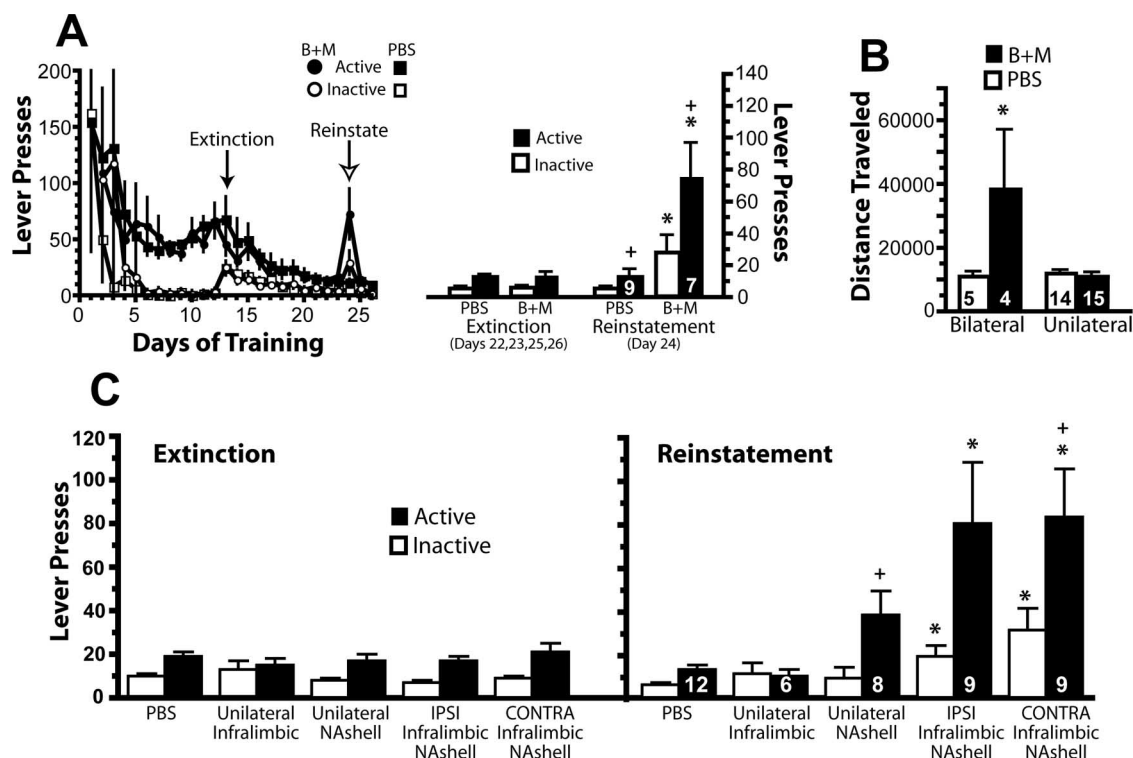 A
B+M
PBS
Active
Inactive
Extinction
Reinstate
Lever Presses
200
150
100
50
0
0
5
10
15
20
25
Days of Training
Active
Inactive
140
120
100
80
60
40
20
0
Lever Presses
+
*
*
+
9
7
PBS
B+M
PBS
B+M
Extinction
Reinstatement
(Days 22,23,25,26)
(Day 24)
B
B+M
PBS
Distance Traveled
60000
40000
20000
0
*
5
4
14
15
Bilateral
Unilateral
C
Lever Presses
120
100
80
60
40
20
0
Extinction
Active
Inactive
PBS
Unilateral
Infralimbic
Unilateral
NAshell
IPSI
Infralimbic
NAshell
CONTRA
Infralimbic
NAshell
Reinstatement
+
*
*
*
+
*
12
6
8
9
9
PBS
Unilateral
Infralimbic
Unilateral
NAshell
IPSI
Infralimbic
NAshell
CONTRA
Infralimbic
NAshell